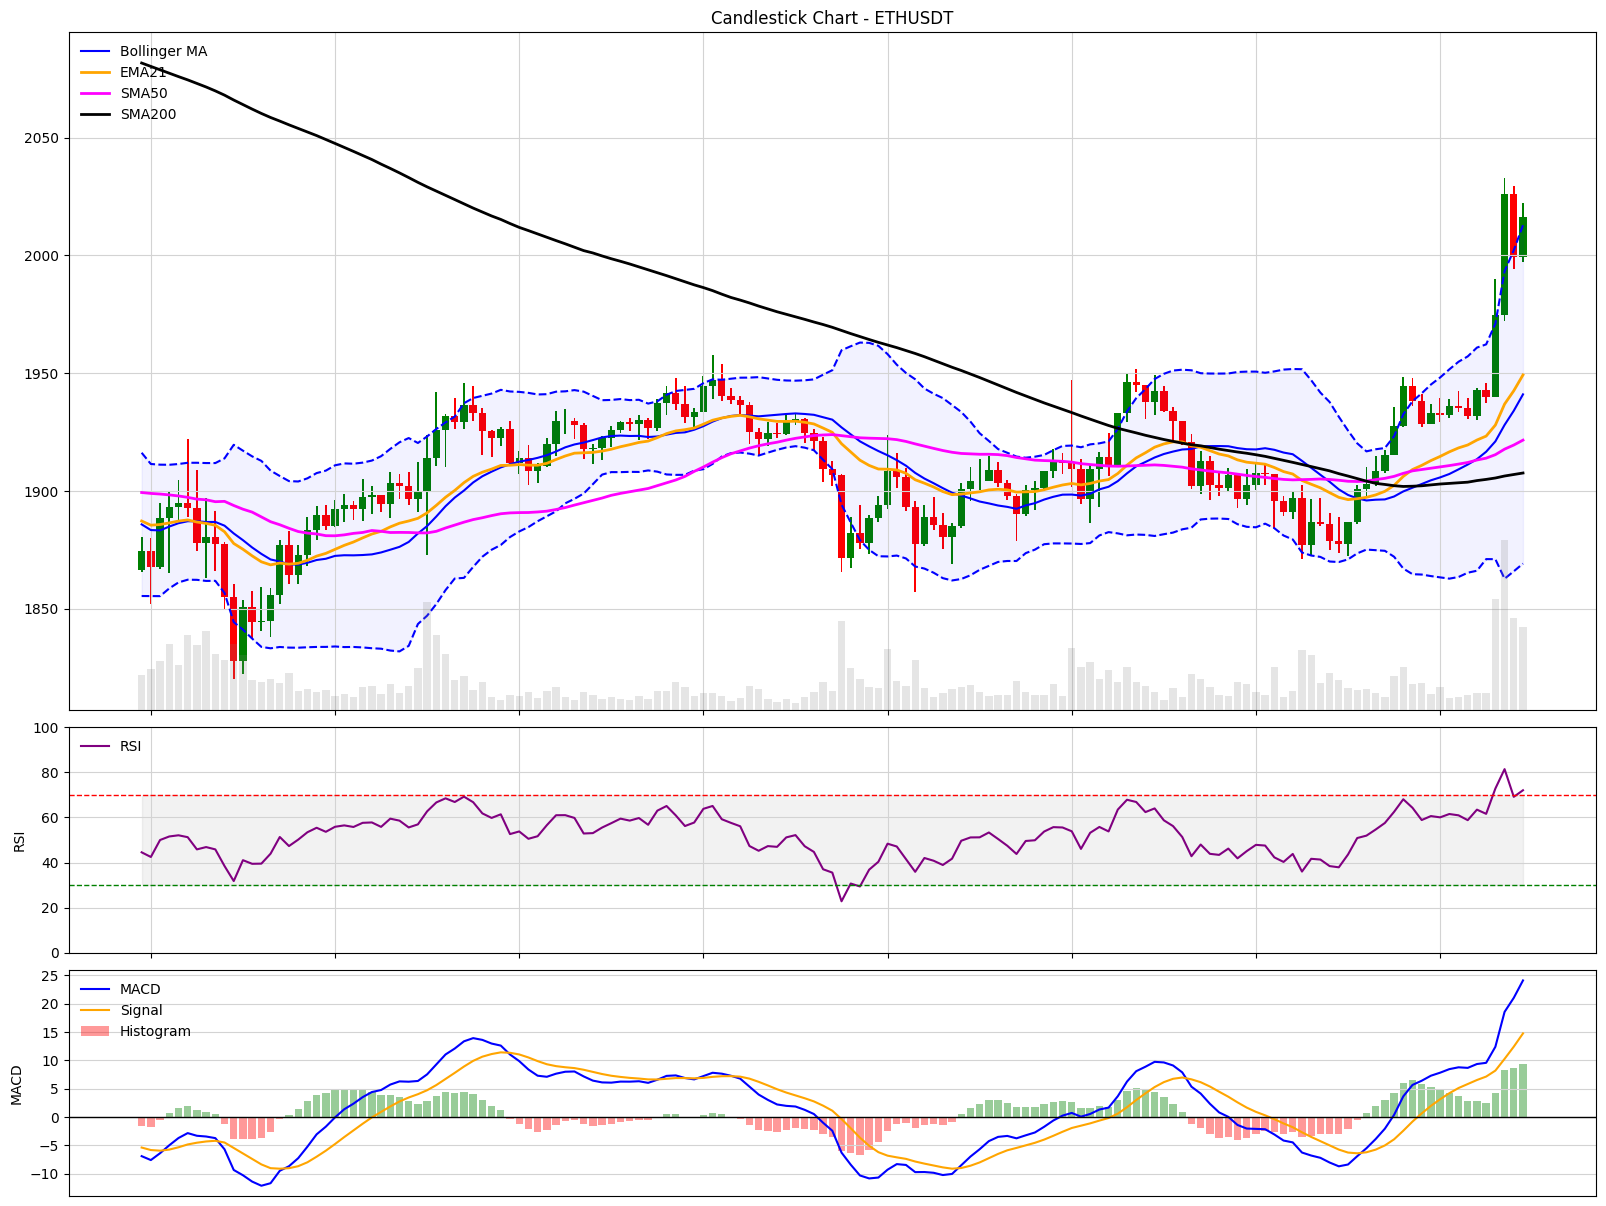 Candlestick Chart - ETHUSDT
Bollinger MA
EMA21
SMA50
SMA200
2050
2000
1950
1900
1850
RSI
100
80
60
40
20
0
RSI
MACD
Signal
Histogram
25
20
15
10
5
0
−5
−10
MACD